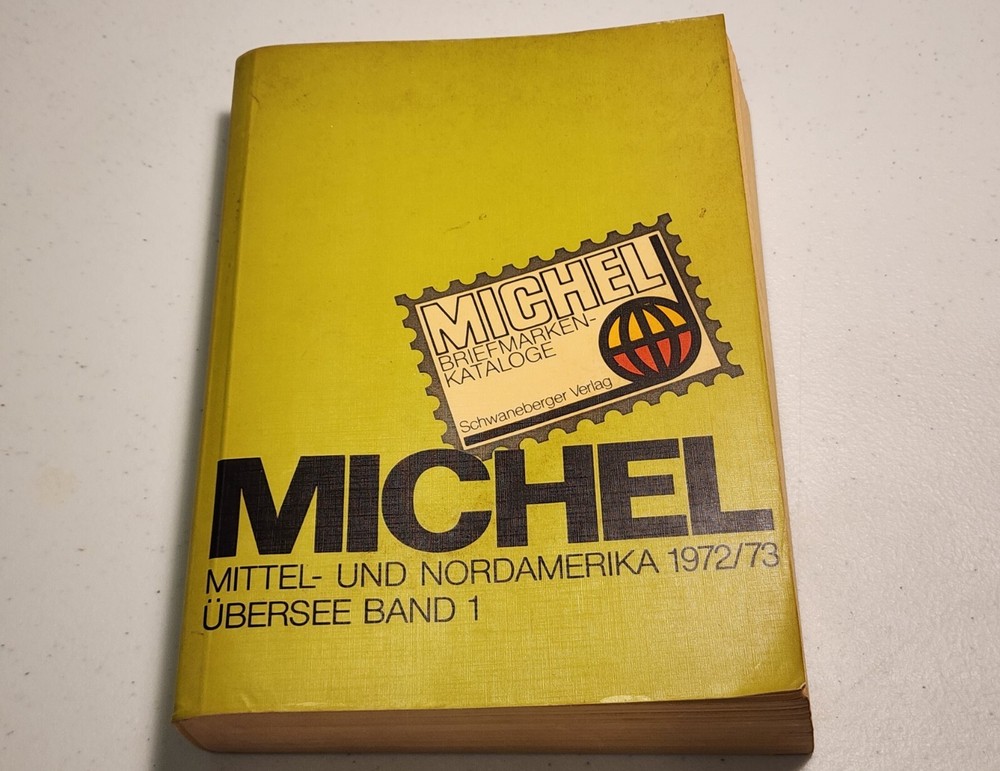 MICHEL
BRIEFMARKEN-
KATALOGE
Schwaneberger Verlag
MICHEL
MITTEL- UND NORDAMERIKA 1972/73
ÜBERSEE BAND 1